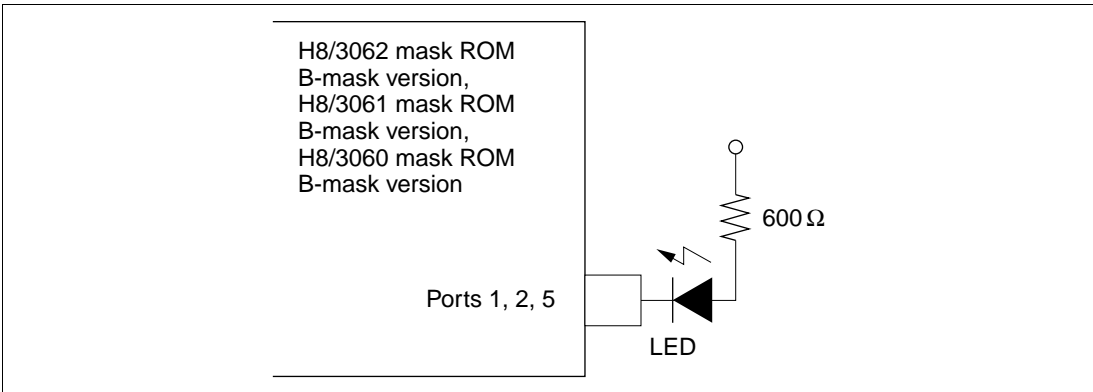 H8/3062 mask ROM
B-mask version,
H8/3061 mask ROM
B-mask version,
H8/3060 mask ROM
B-mask version
600 Ω
Ports 1, 2, 5
LED